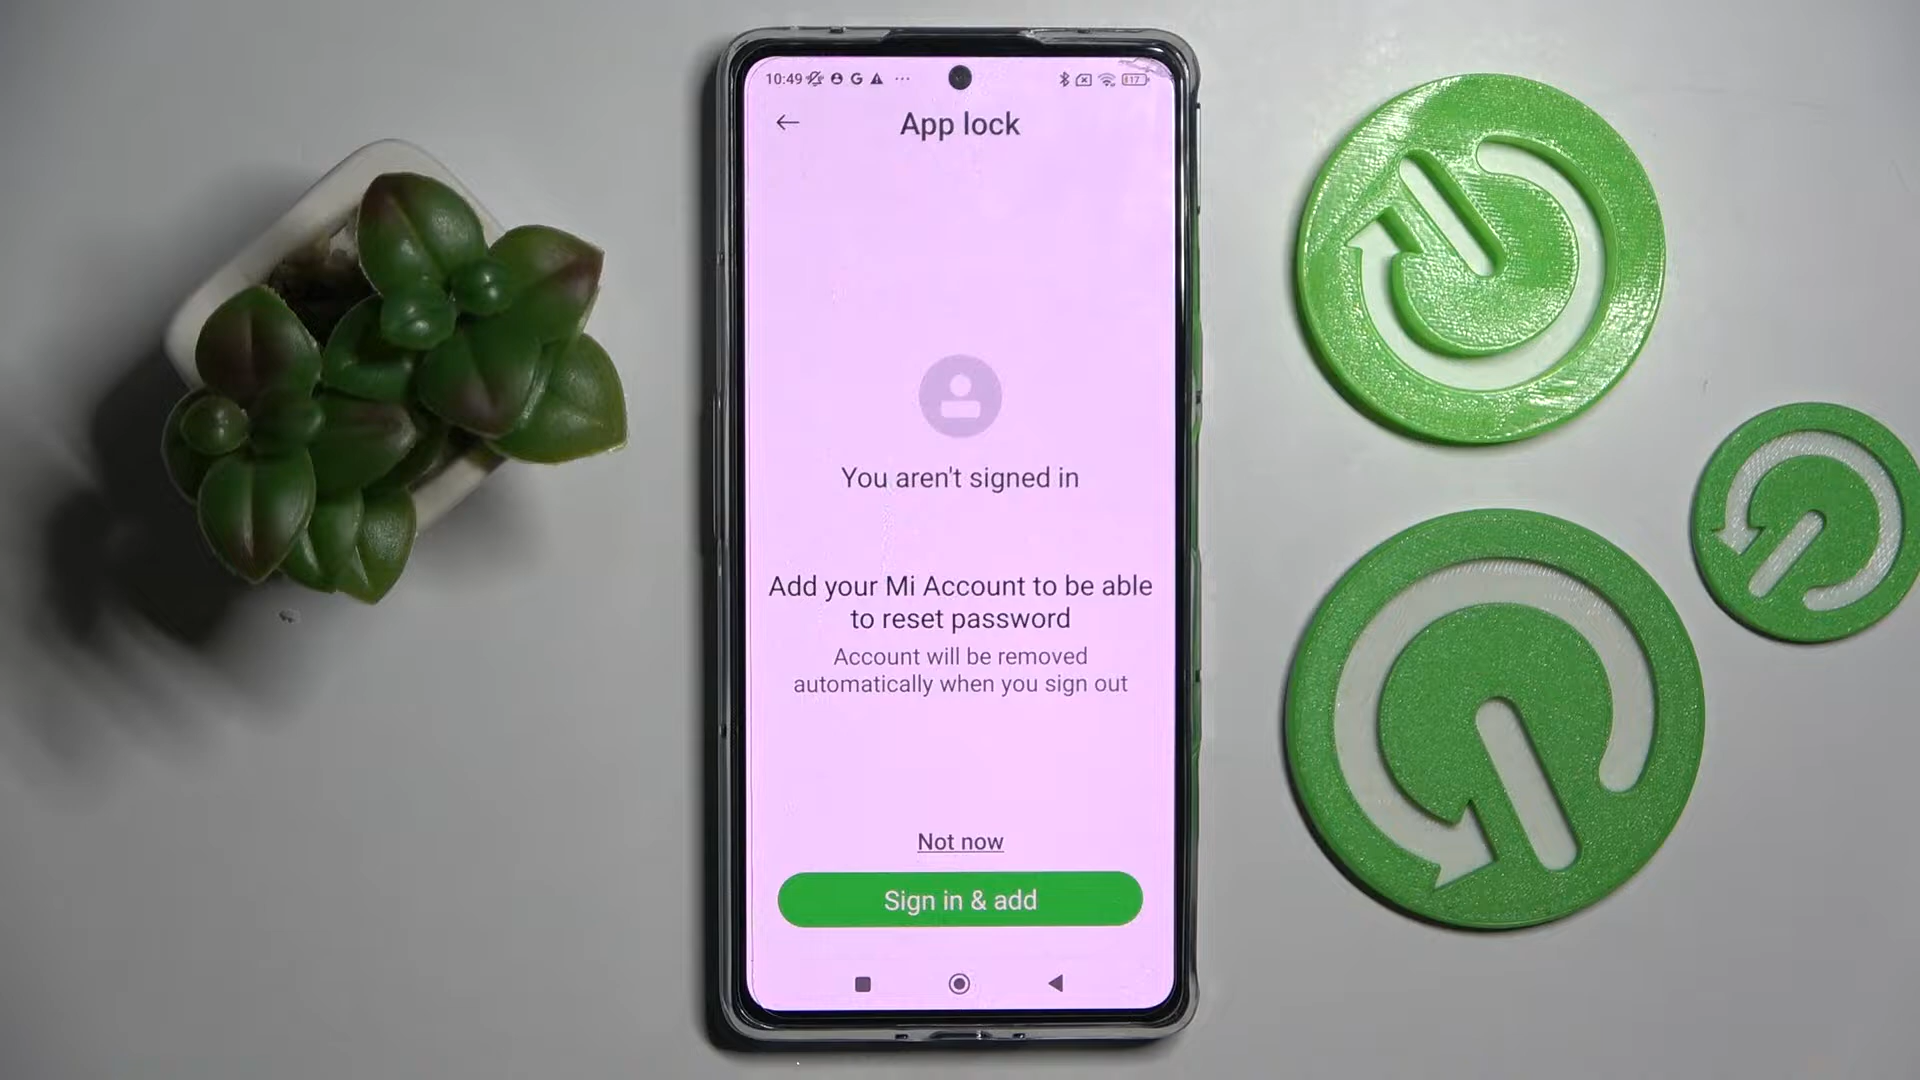 10:49
App lock
You aren't signed in
Add your Mi Account to be able
to reset password
Account will be removed
automatically when you sign out
Not now
Sign in & add